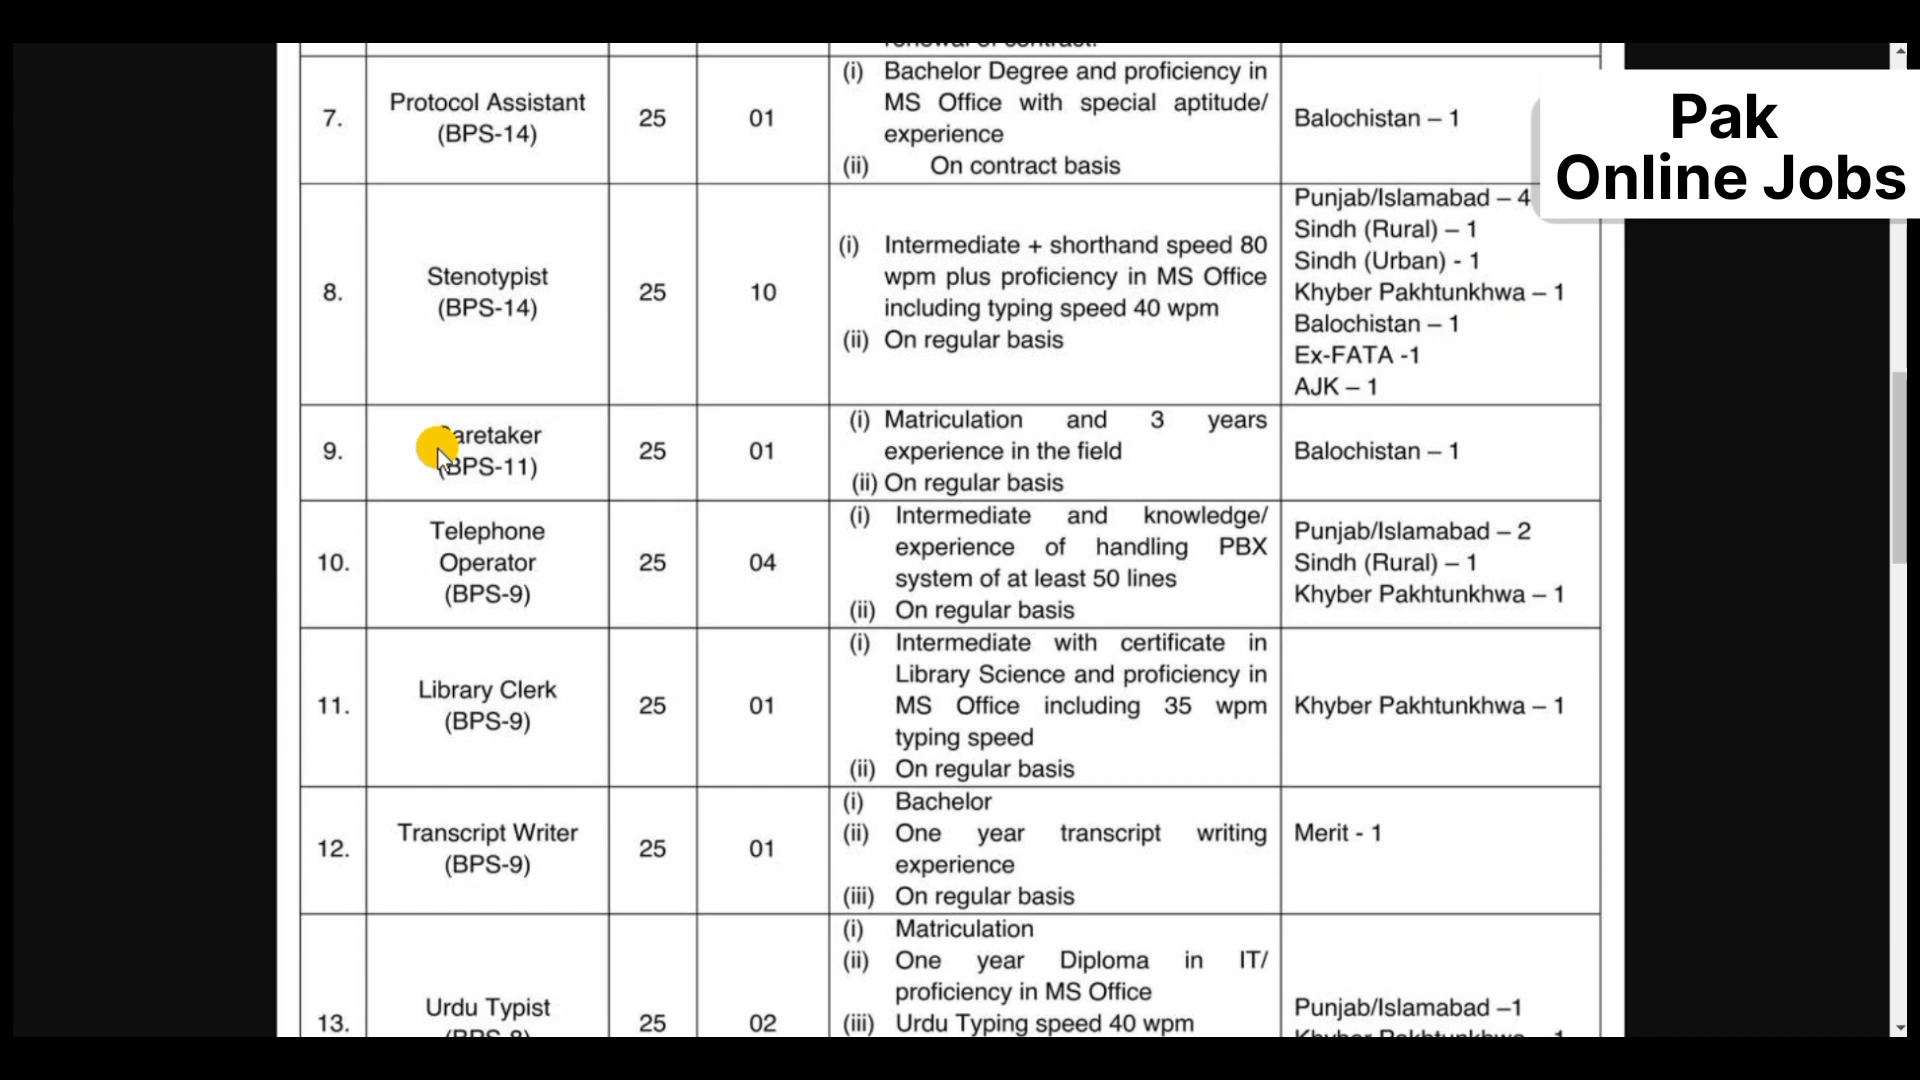 renewal of contract.
7.
Protocol Assistant
(BPS-14)
25
01
(i) Bachelor Degree and proficiency in
MS Office with special aptitude/
experience
(ii) On contract basis
Balochistan – 1
Pak
Online Jobs
8.
Stenotypist
(BPS-14)
25
10
(i) Intermediate + shorthand speed 80
wpm plus proficiency in MS Office
including typing speed 40 wpm
(ii) On regular basis
Punjab/Islamabad – 4
Sindh (Rural) – 1
Sindh (Urban) - 1
Khyber Pakhtunkhwa – 1
Balochistan – 1
Ex-FATA -1
AJK – 1
9.
Caretaker
(BPS-11)
25
01
(i) Matriculation and 3 years
experience in the field
(ii) On regular basis
Balochistan – 1
10.
Telephone
Operator
(BPS-9)
25
04
(i) Intermediate and knowledge/
experience of handling PBX
system of at least 50 lines
(ii) On regular basis
Punjab/Islamabad – 2
Sindh (Rural) – 1
Khyber Pakhtunkhwa – 1
11.
Library Clerk
(BPS-9)
25
01
(i) Intermediate with certificate in
Library Science and proficiency in
MS Office including 35 wpm
typing speed
(ii) On regular basis
Khyber Pakhtunkhwa – 1
12.
Transcript Writer
(BPS-9)
25
01
(i) Bachelor
(ii) One year transcript writing
experience
(iii) On regular basis
Merit - 1
13.
Urdu Typist
(BPS-8)
25
02
(i) Matriculation
(ii) One year Diploma in IT/
proficiency in MS Office
(iii) Urdu Typing speed 40 wpm
Punjab/Islamabad –1
Khyber Pakhtunkhwa – 1